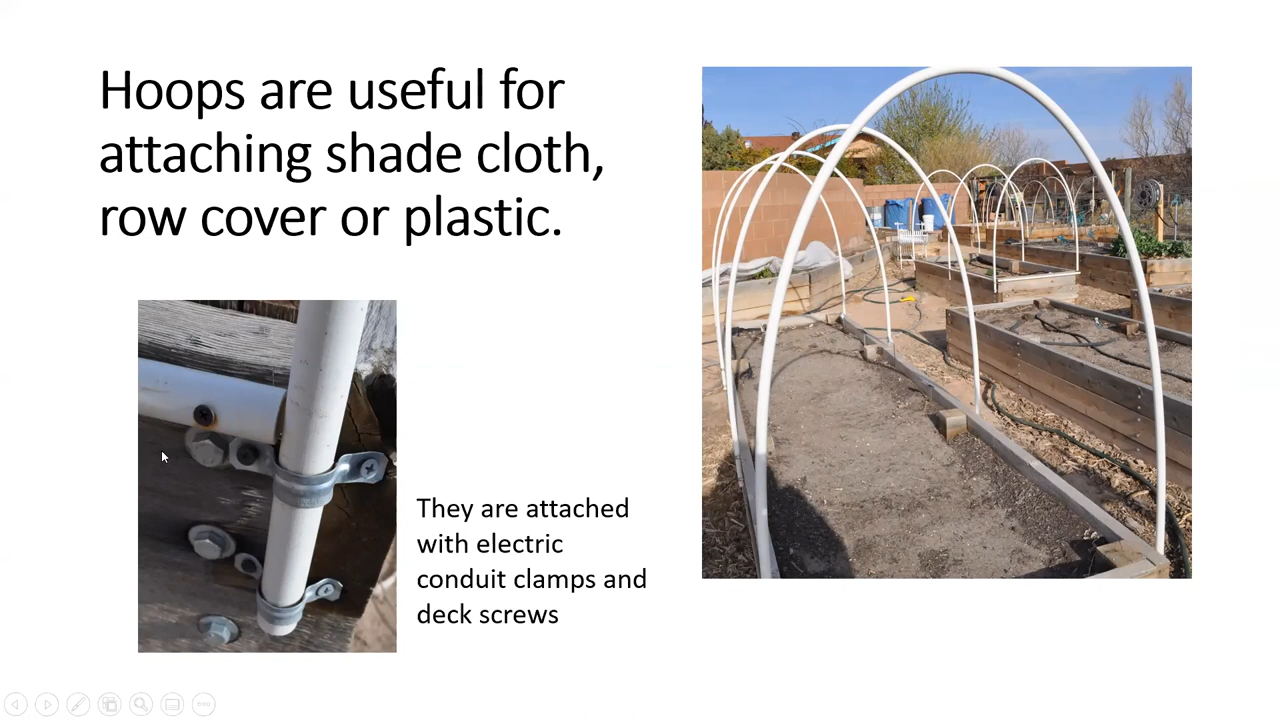 Hoops are useful for
attaching shade cloth,
row cover or plastic.
They are attached
with electric
conduit clamps and
deck screws